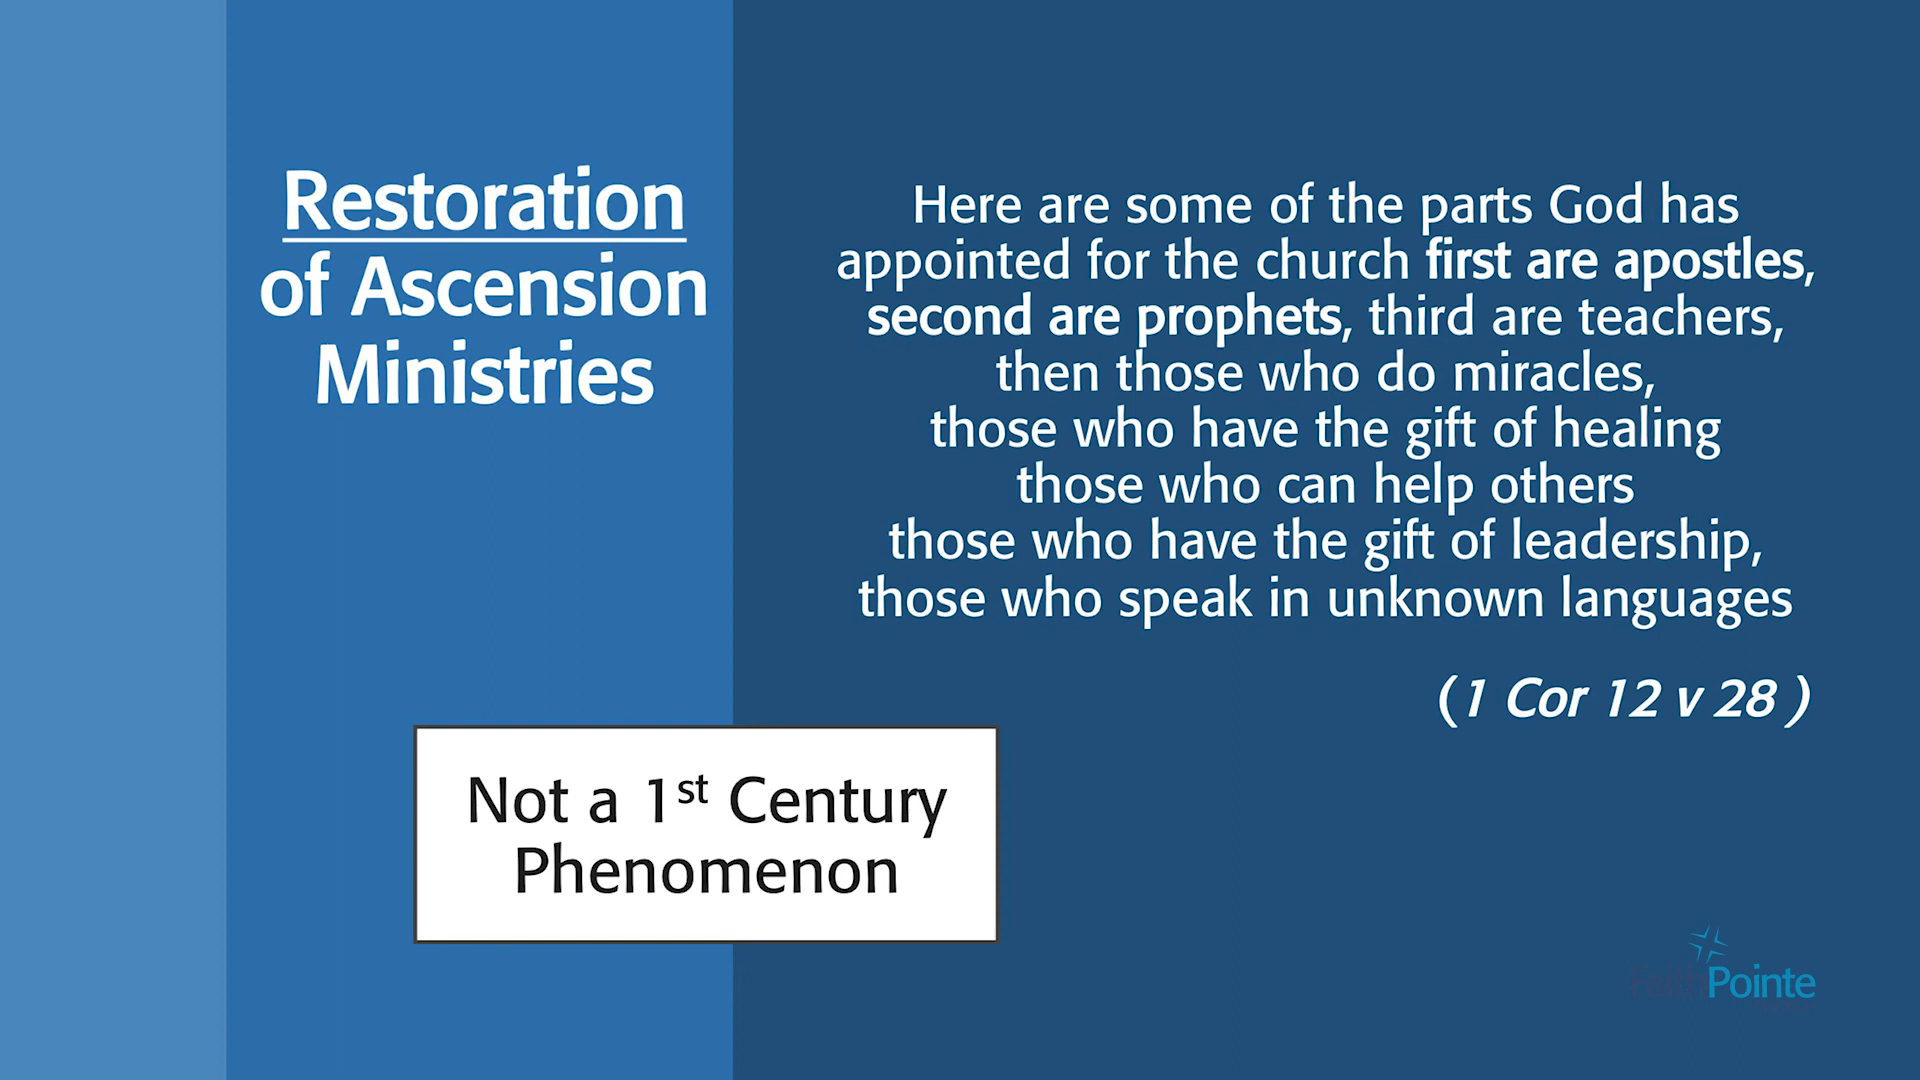 Restoration
of Ascension
Ministries
Here are some of the parts God has
appointed for the church first are apostles,
second are prophets, third are teachers,
then those who do miracles,
those who have the gift of healing
those who can help others
those who have the gift of leadership,
those who speak in unknown languages
(1 Cor 12 v 28 )
Not a 1st Century
Phenomenon
FaithPointe